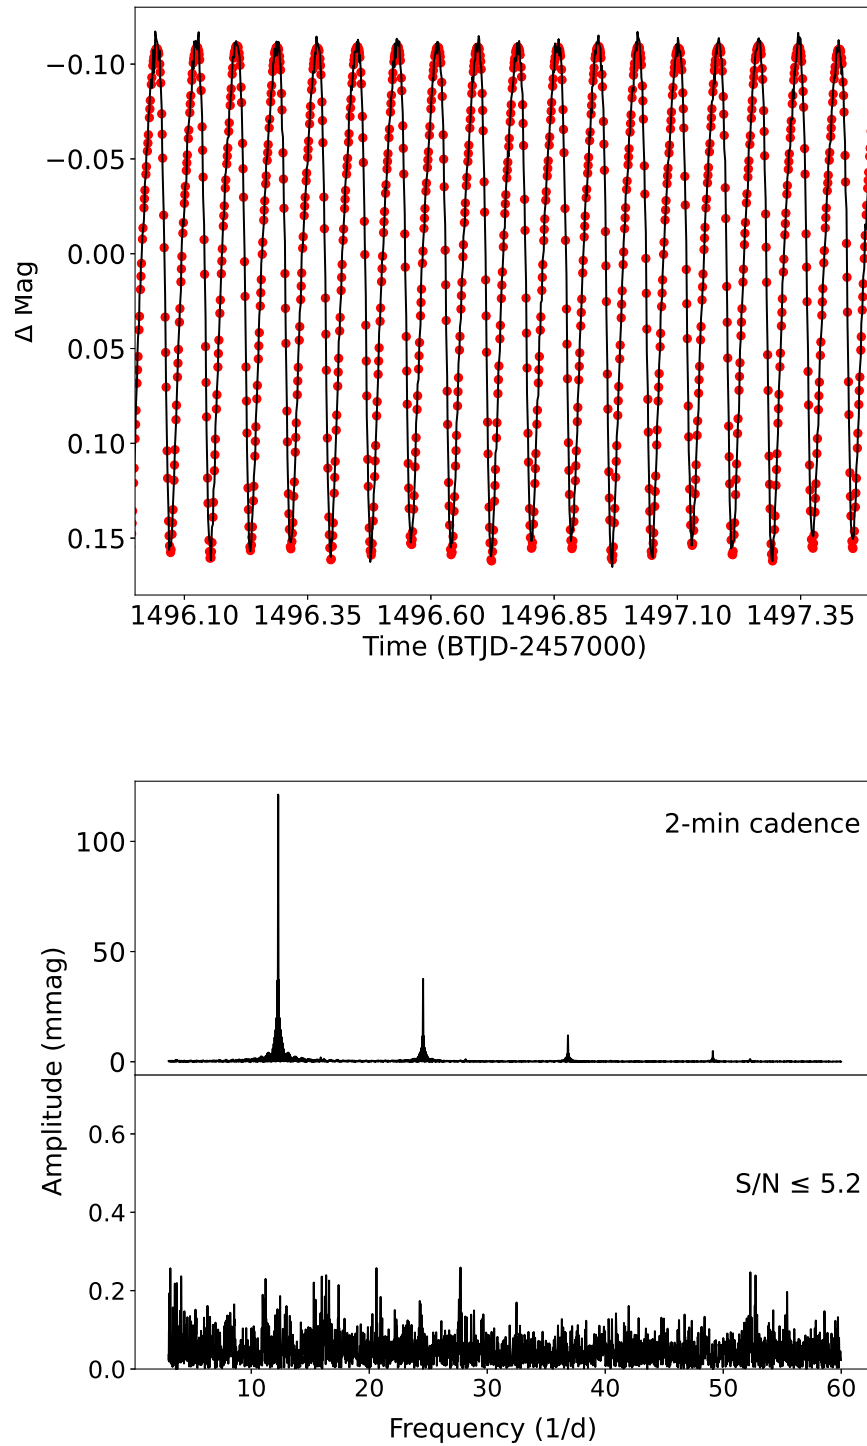 −0.10
−0.05
0.00
0.05
0.10
0.15
Δ Mag
1496.10 1496.35 1496.60 1496.85 1497.10 1497.35
Time (BTJD-2457000)
2-min cadence
100
50
0
Amplitude (mmag)
S/N ≤ 5.2
0.6
0.4
0.2
0.0
10 20 30 40 50 60
Frequency (1/d)